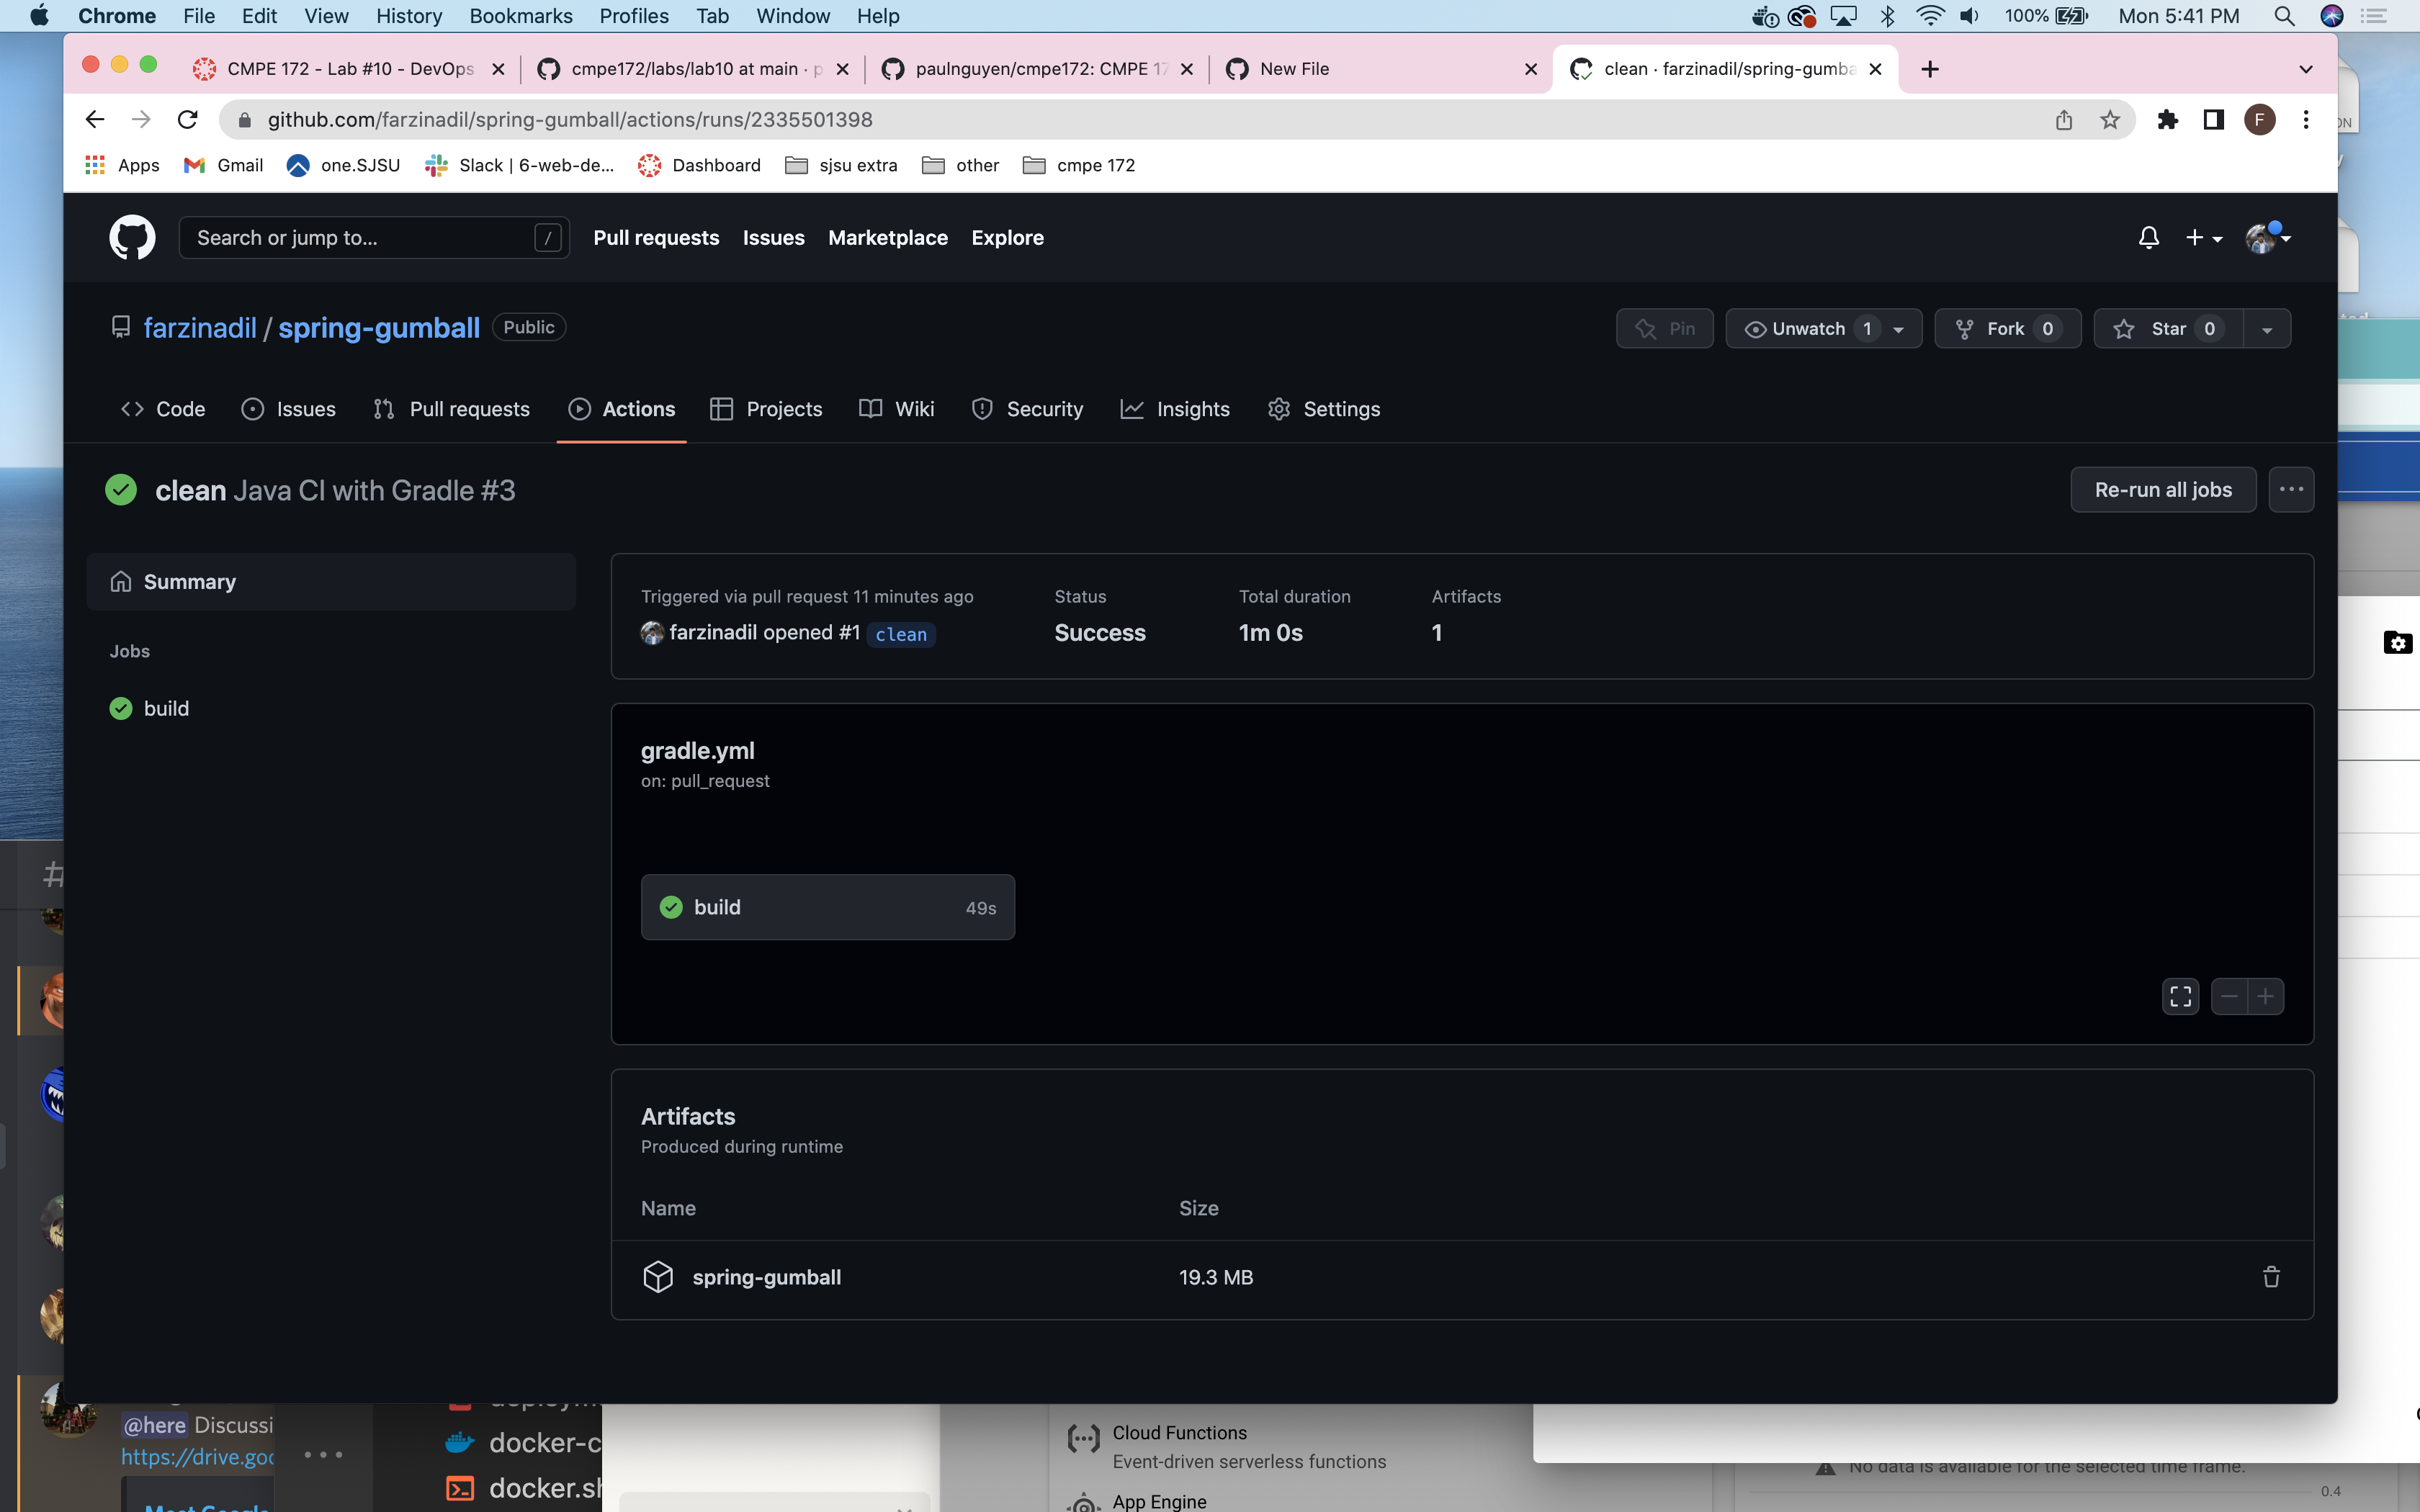 Chrome File Edit View History Bookmarks Profiles Tab Window Help 100% Mon 5:41 PM
CMPE 172 - Lab #10 - DevOps cmpe172/labs/lab10 at main · p paulnguyen/cmpe172: CMPE 17 New File clean · farzinadil/spring-gumba
github.com/farzinadil/spring-gumball/actions/runs/2335501398 F
Apps Gmail one.SJSU Slack | 6-web-de... Dashboard sjsu extra other cmpe 172
Search or jump to... / Pull requests Issues Marketplace Explore
farzinadil / spring-gumball Public Pin Unwatch 1 Fork 0 Star 0
Code Issues Pull requests Actions Projects Wiki Security Insights Settings
clean Java CI with Gradle #3 Re-run all jobs ...
Summary
Jobs
build
Triggered via pull request 11 minutes ago Status Total duration Artifacts
farzinadil opened #1 clean Success 1m 0s 1
gradle.yml
on: pull_request
build 49s
Artifacts
Produced during runtime
Name Size
spring-gumball 19.3 MB
@here Discussi
https://drive.goo
docker-c
docker.sh
Cloud Functions
Event-driven serverless functions
App Engine
No data is available for the selected time frame.
0.4